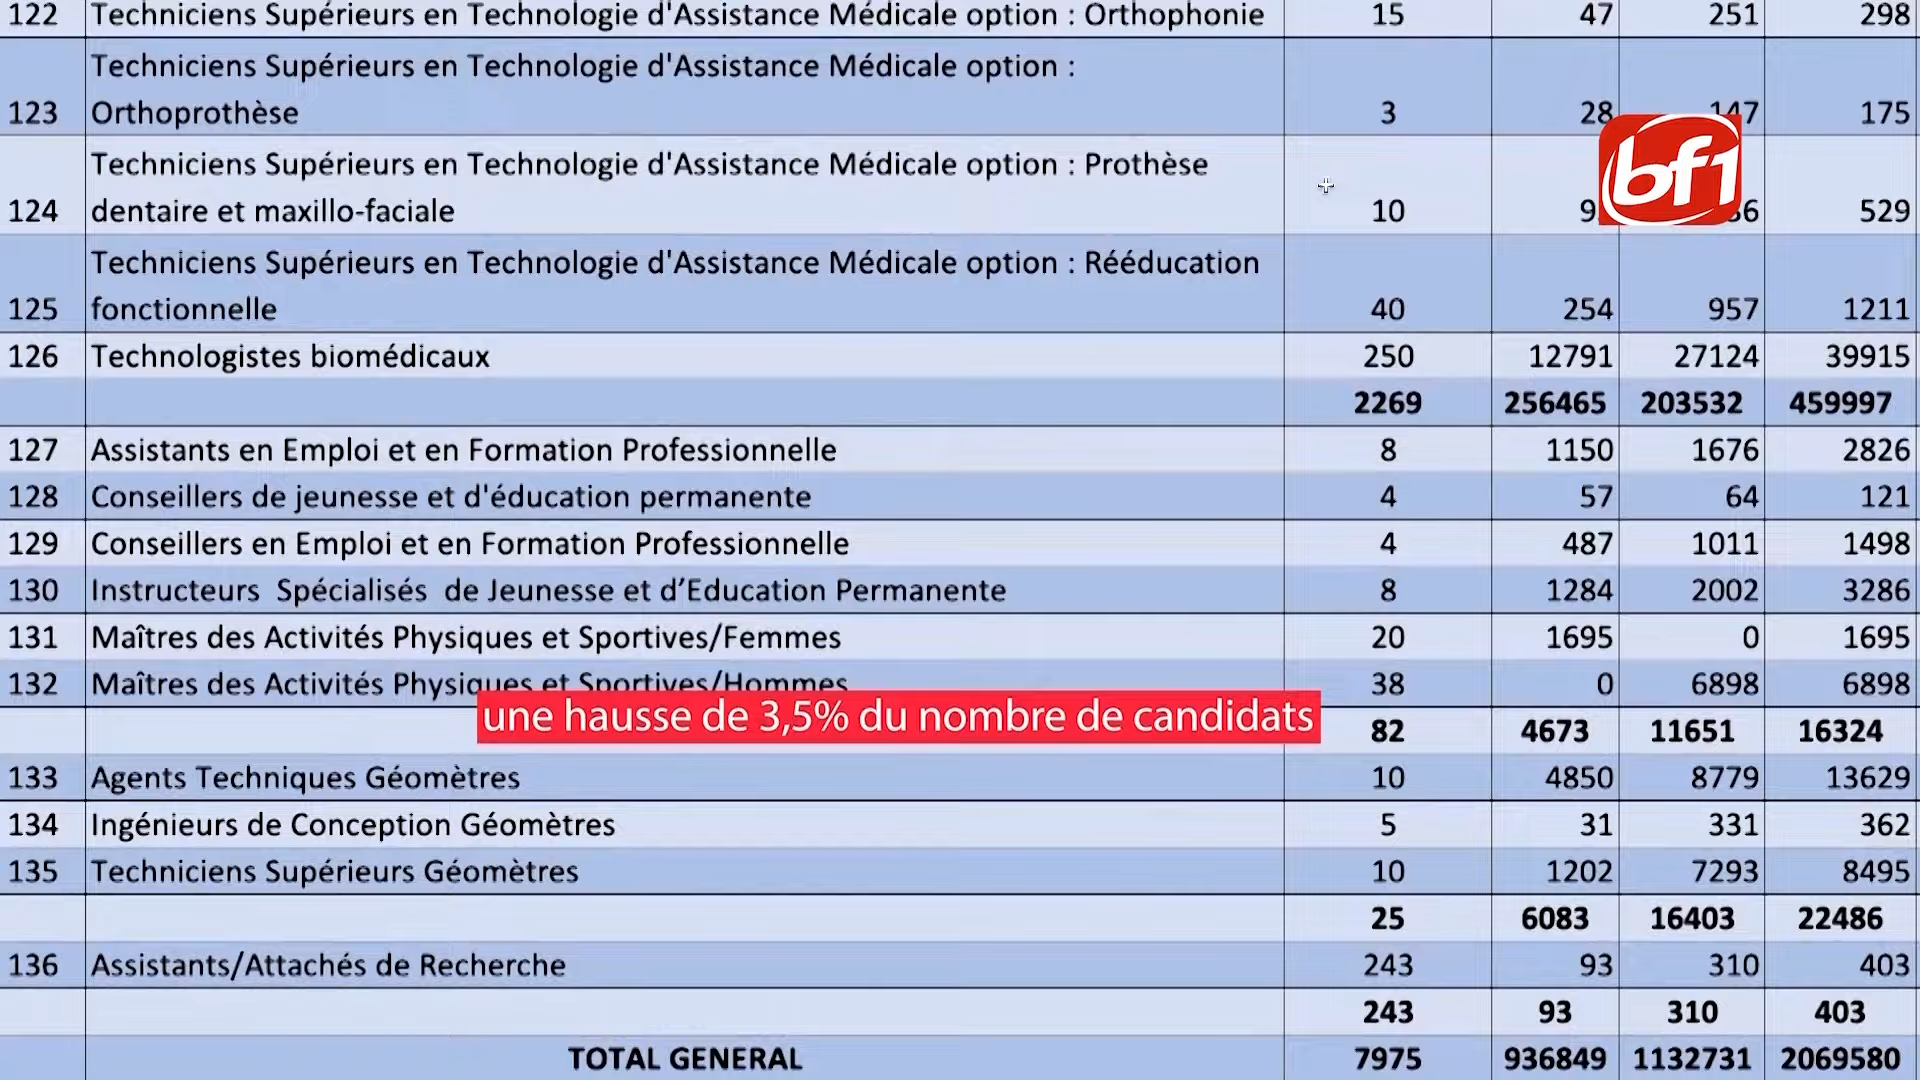 122 Techniciens Supérieurs en Technologie d'Assistance Médicale option : Orthophonie 15 47 251 298
Techniciens Supérieurs en Technologie d'Assistance Médicale option :
123 Orthoprothèse 3 28 147 175
bf1
Techniciens Supérieurs en Technologie d'Assistance Médicale option : Prothèse
124 dentaire et maxillo-faciale 10 529
Techniciens Supérieurs en Technologie d'Assistance Médicale option : Rééducation
125 fonctionnelle 40 254 957 1211
126 Technologistes biomédicaux 250 12791 27124 39915
2269 256465 203532 459997
127 Assistants en Emploi et en Formation Professionnelle 8 1150 1676 2826
128 Conseillers de jeunesse et d'éducation permanente 4 57 64 121
129 Conseillers en Emploi et en Formation Professionnelle 4 487 1011 1498
130 Instructeurs Spécialisés de Jeunesse et d’Education Permanente 8 1284 2002 3286
131 Maîtres des Activités Physiques et Sportives/Femmes 20 1695 0 1695
132 Maîtres des Activités Physiques et Sportives/Hommes 38 0 6898 6898
une hausse de 3,5% du nombre de candidats
82 4673 11651 16324
133 Agents Techniques Géomètres 10 4850 8779 13629
134 Ingénieurs de Conception Géomètres 5 31 331 362
135 Techniciens Supérieurs Géomètres 10 1202 7293 8495
25 6083 16403 22486
136 Assistants/Attachés de Recherche 243 93 310 403
243 93 310 403
TOTAL GENERAL 7975 936849 1132731 2069580